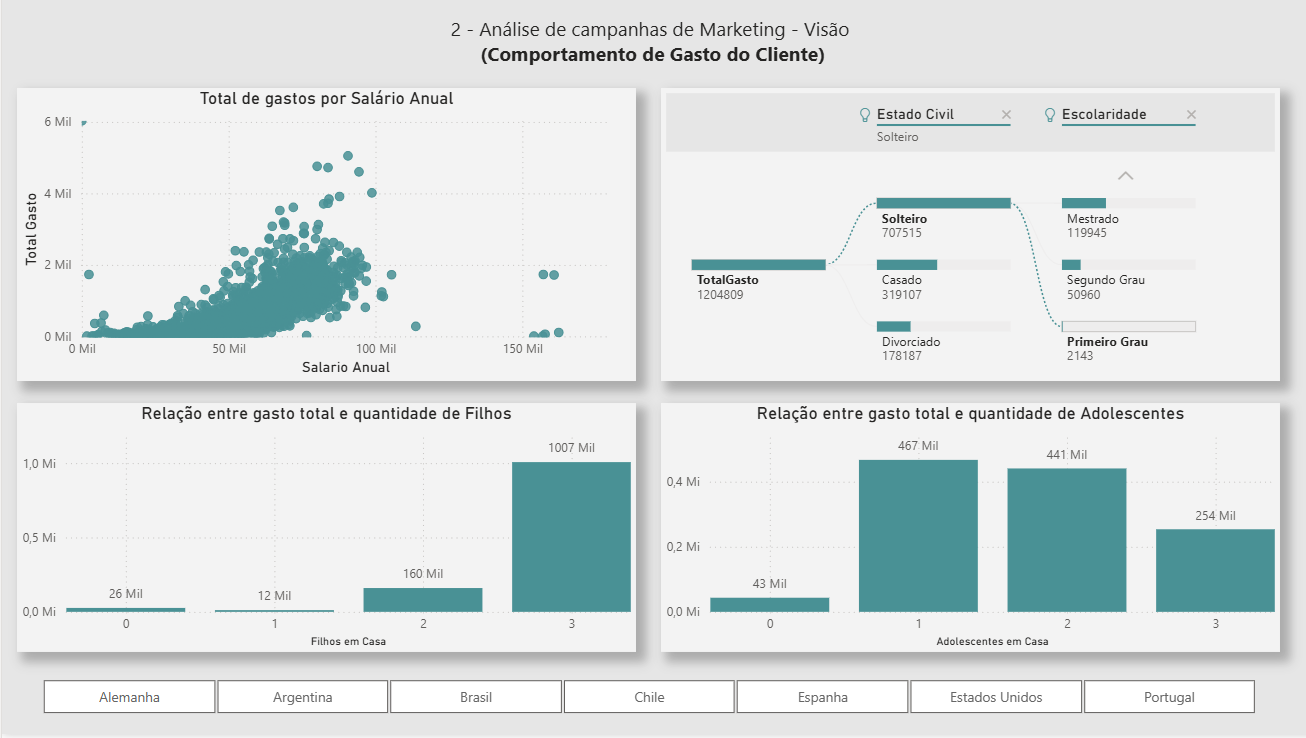 2 - Análise de campanhas de Marketing - Visão
(Comportamento de Gasto do Cliente)
Total de gastos por Salário Anual
6 Mil
4 Mil
2 Mil
0 Mil
Total Gasto
0 Mil
50 Mil
100 Mil
150 Mil
Salario Anual
Estado Civil
Solteiro
Escolaridade
TotalGasto
1204809
Solteiro
707515
Casado
319107
Divorciado
178187
Mestrado
119945
Segundo Grau
50960
Primeiro Grau
2143
Relação entre gasto total e quantidade de Filhos
1,0 Mi
0,5 Mi
0,0 Mi
26 Mil
12 Mil
160 Mil
1007 Mil
0
1
2
3
Filhos em Casa
Relação entre gasto total e quantidade de Adolescentes
0,4 Mi
0,2 Mi
0,0 Mi
43 Mil
467 Mil
441 Mil
254 Mil
0
1
2
3
Adolescentes em Casa
Alemanha
Argentina
Brasil
Chile
Espanha
Estados Unidos
Portugal